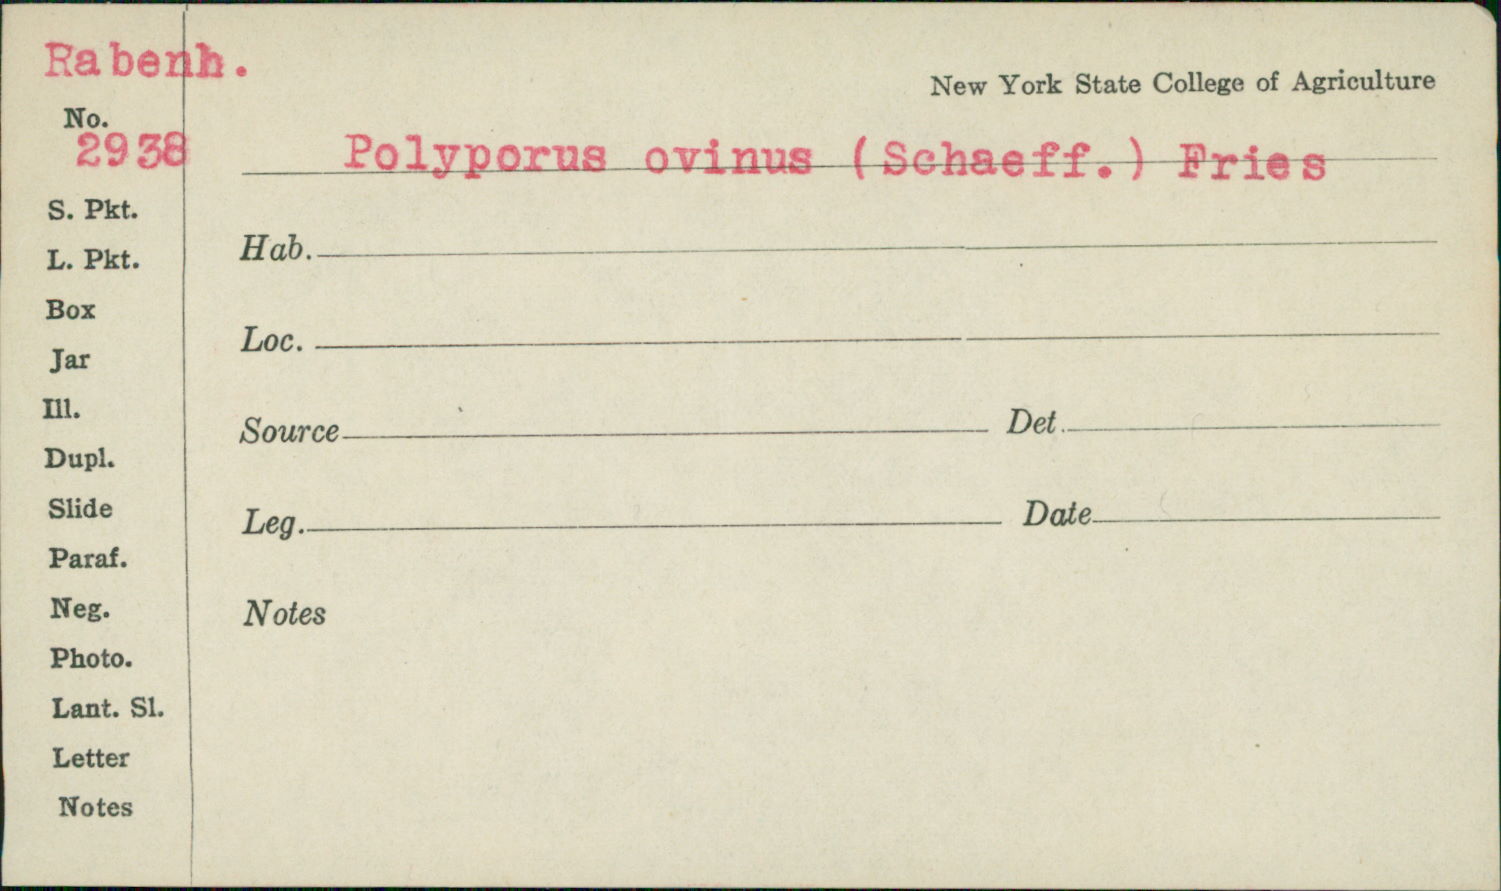 Rabenh.
New York State College of Agriculture
No.
2938
Polyporus ovinus (Schaeff.) Fries
S. Pkt.
L. Pkt.
Hab.
Box
Loc.
Jar
Ill.
Source Det.
Dupl.
Slide
Leg. Date
Paraf.
Neg.
Notes
Photo.
Lant. Sl.
Letter
Notes